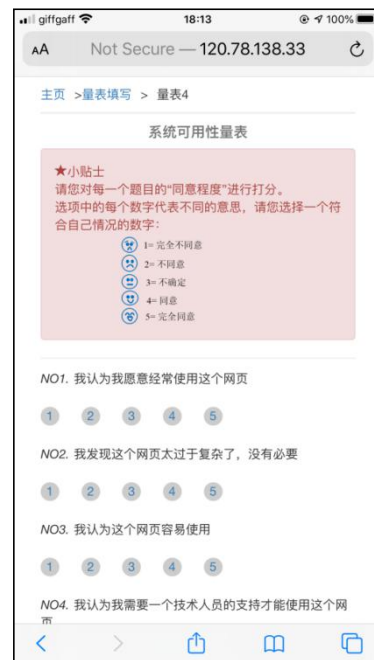 giffgaff 18:13 100%
AA Not Secure — 120.78.138.33
主页 >量表填写 > 量表4
系统可用性量表
★小贴士
请您对每一个题目的“同意程度”进行打分。
选项中的每个数字代表不同的意思，请您选择一个符
合自己情况的数字：
1= 完全不同意
2= 不同意
3= 不确定
4= 同意
5= 完全同意
NO1. 我认为我愿意经常使用这个网页
1 2 3 4 5
NO2. 我发现这个网页太过于复杂了，没有必要
1 2 3 4 5
NO3. 我认为这个网页容易使用
1 2 3 4 5
NO4. 我认为我需要一个技术人员的支持才能使用这个网
页